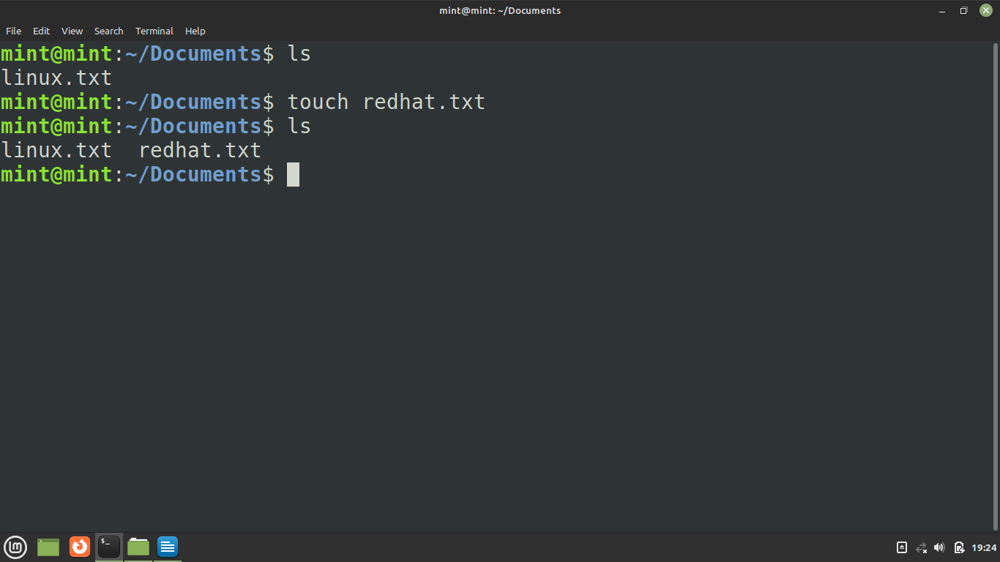 mint@mint: ~/Documents
File Edit View Search Terminal Help
mint@mint:~/Documents$ ls
linux.txt
mint@mint:~/Documents$ touch redhat.txt
mint@mint:~/Documents$ ls
linux.txt  redhat.txt
mint@mint:~/Documents$
$_
19:24